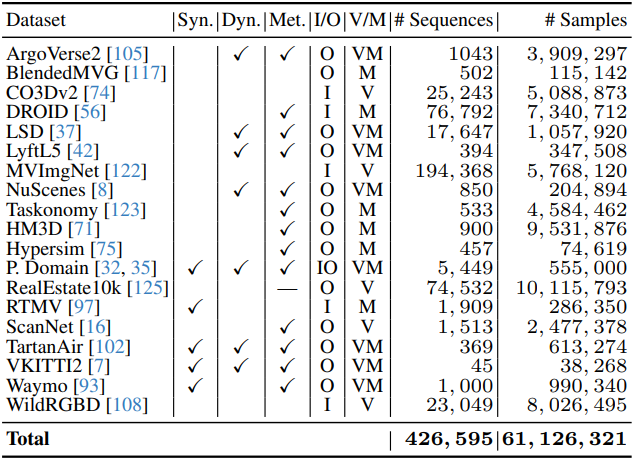 Dataset |Syn.|Dyn.|Met.|I/O|V/M|# Sequences| # Samples
ArgoVerse2 [105] | | ✓ | ✓ | O | VM | 1043 | 3, 909, 297
BlendedMVG [117] | | | | O | M | 502 | 115, 142
CO3Dv2 [74] | | | | I | V | 25, 243 | 5, 088, 873
DROID [56] | | | ✓ | I | M | 76, 792 | 7, 340, 712
LSD [37] | | ✓ | ✓ | O | VM | 17, 647 | 1, 057, 920
LyftL5 [42] | | ✓ | ✓ | O | VM | 394 | 347, 508
MVImgNet [122] | | | | I | V | 194, 368 | 5, 768, 120
NuScenes [8] | | ✓ | ✓ | O | VM | 850 | 204, 894
Taskonomy [123] | | | ✓ | O | M | 533 | 4, 584, 462
HM3D [71] | | | ✓ | O | M | 900 | 9, 531, 876
Hypersim [75] | | | ✓ | O | M | 457 | 74, 619
P. Domain [32, 35] | ✓ | ✓ | ✓ | IO | VM | 5, 449 | 555, 000
RealEstate10k [125] | | | — | O | V | 74, 532 | 10, 115, 793
RTMV [97] | ✓ | | | I | M | 1, 909 | 286, 350
ScanNet [16] | | | ✓ | O | V | 1, 513 | 2, 477, 378
TartanAir [102] | ✓ | ✓ | ✓ | O | VM | 369 | 613, 274
VKITTI2 [7] | ✓ | ✓ | ✓ | O | VM | 45 | 38, 268
Waymo [93] | ✓ | | ✓ | O | VM | 1, 000 | 990, 340
WildRGBD [108] | | | | I | V | 23, 049 | 8, 026, 495
Total | 426, 595|61, 126, 321